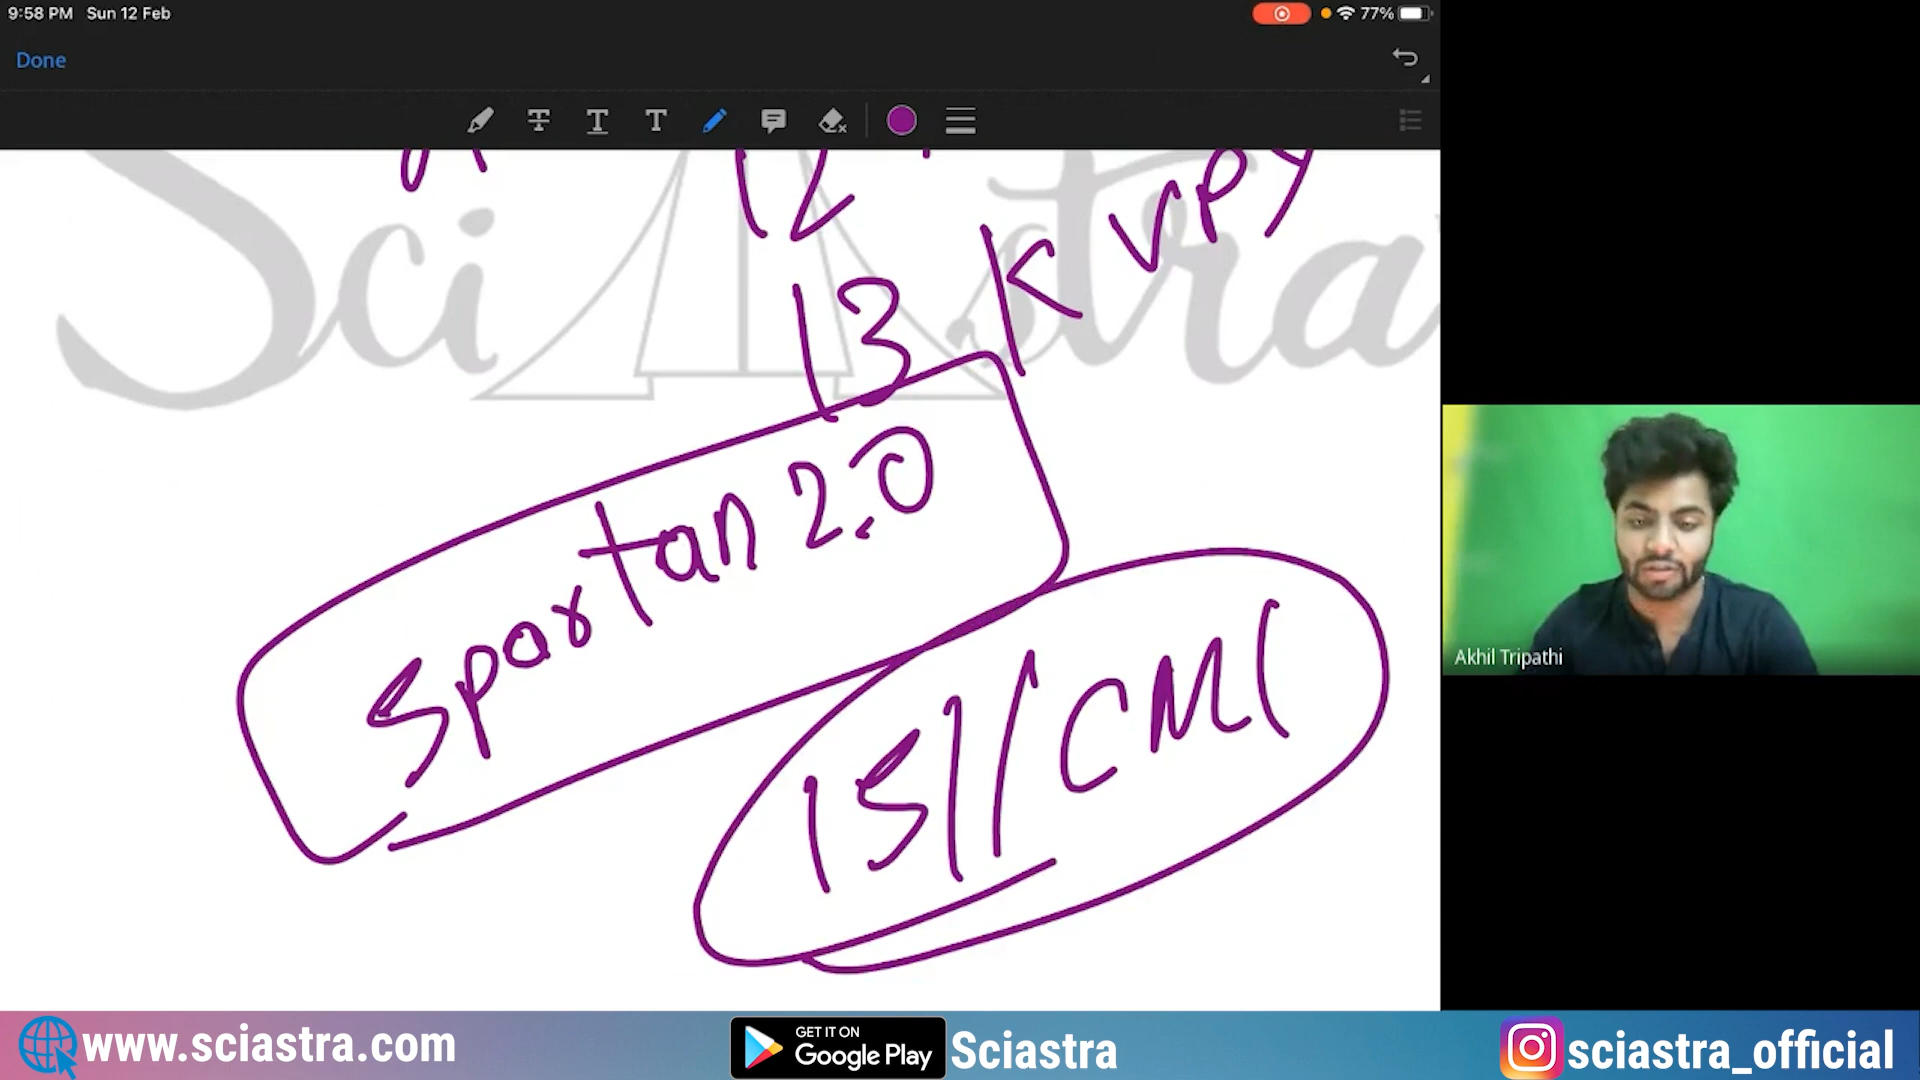 9:58 PM Sun 12 Feb
77%
Done
SciAstra
12
KVPY
13
Spartan 2.0
ISI/CMI
Akhil Tripathi
www.sciastra.com
GET IT ON
Google Play
Sciastra
sciastra_official